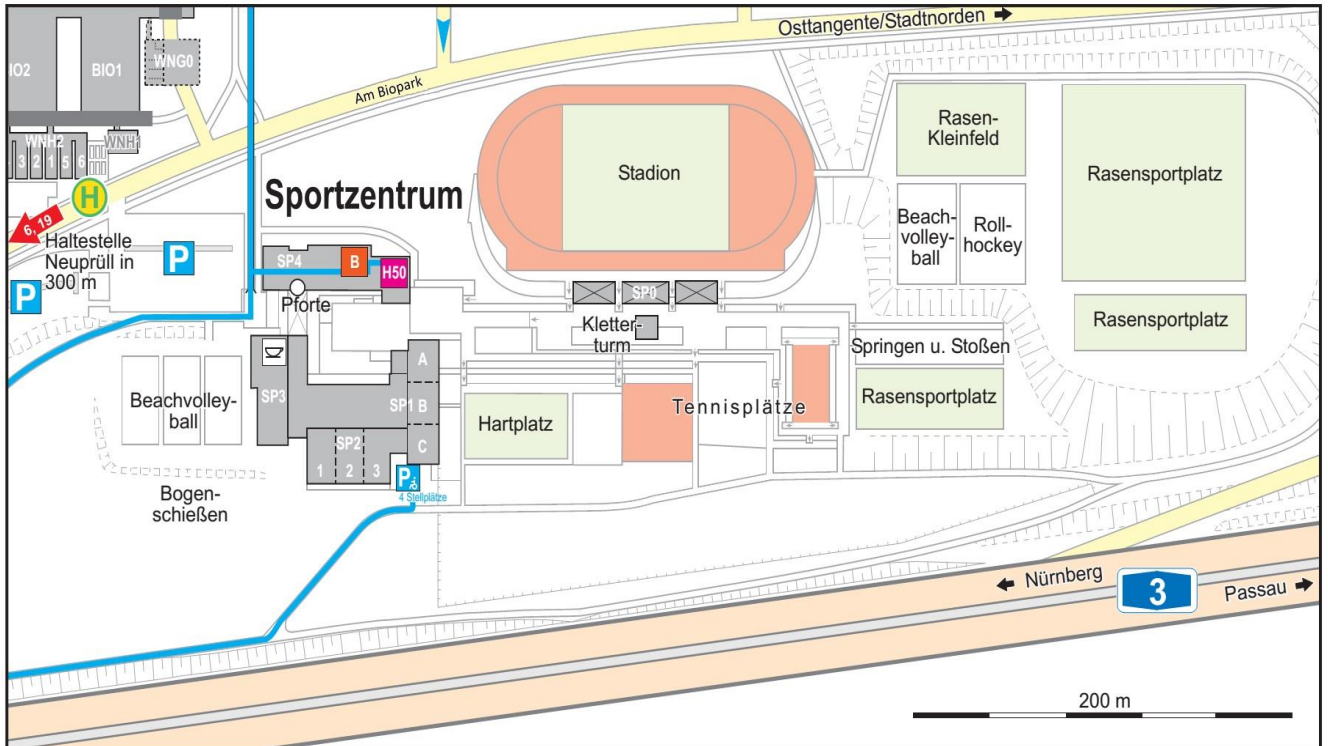 Osttangente/Stadtnorden
WNG0
BIO2
BIO1
Am Biopark
WNH2
WNH1
3
2
1
5
6
H
6, 19
Haltestelle
Neuprüll in
300 m
P
P
Sportzentrum
SP4
B
H50
Pforte
Stadion
SP0
Kletter-
turm
Rasen-
Kleinfeld
Beach-
volley-
ball
Roll-
hockey
Rasensportplatz
Rasensportplatz
Springen u. Stoßen
Rasensportplatz
Tennisplätze
Hartplatz
A
SP1 B
C
SP3
SP2
1
2
3
P
4 Stellplätze
Beachvolley-
ball
Bogen-
schießen
Nürnberg
3
Passau
200 m